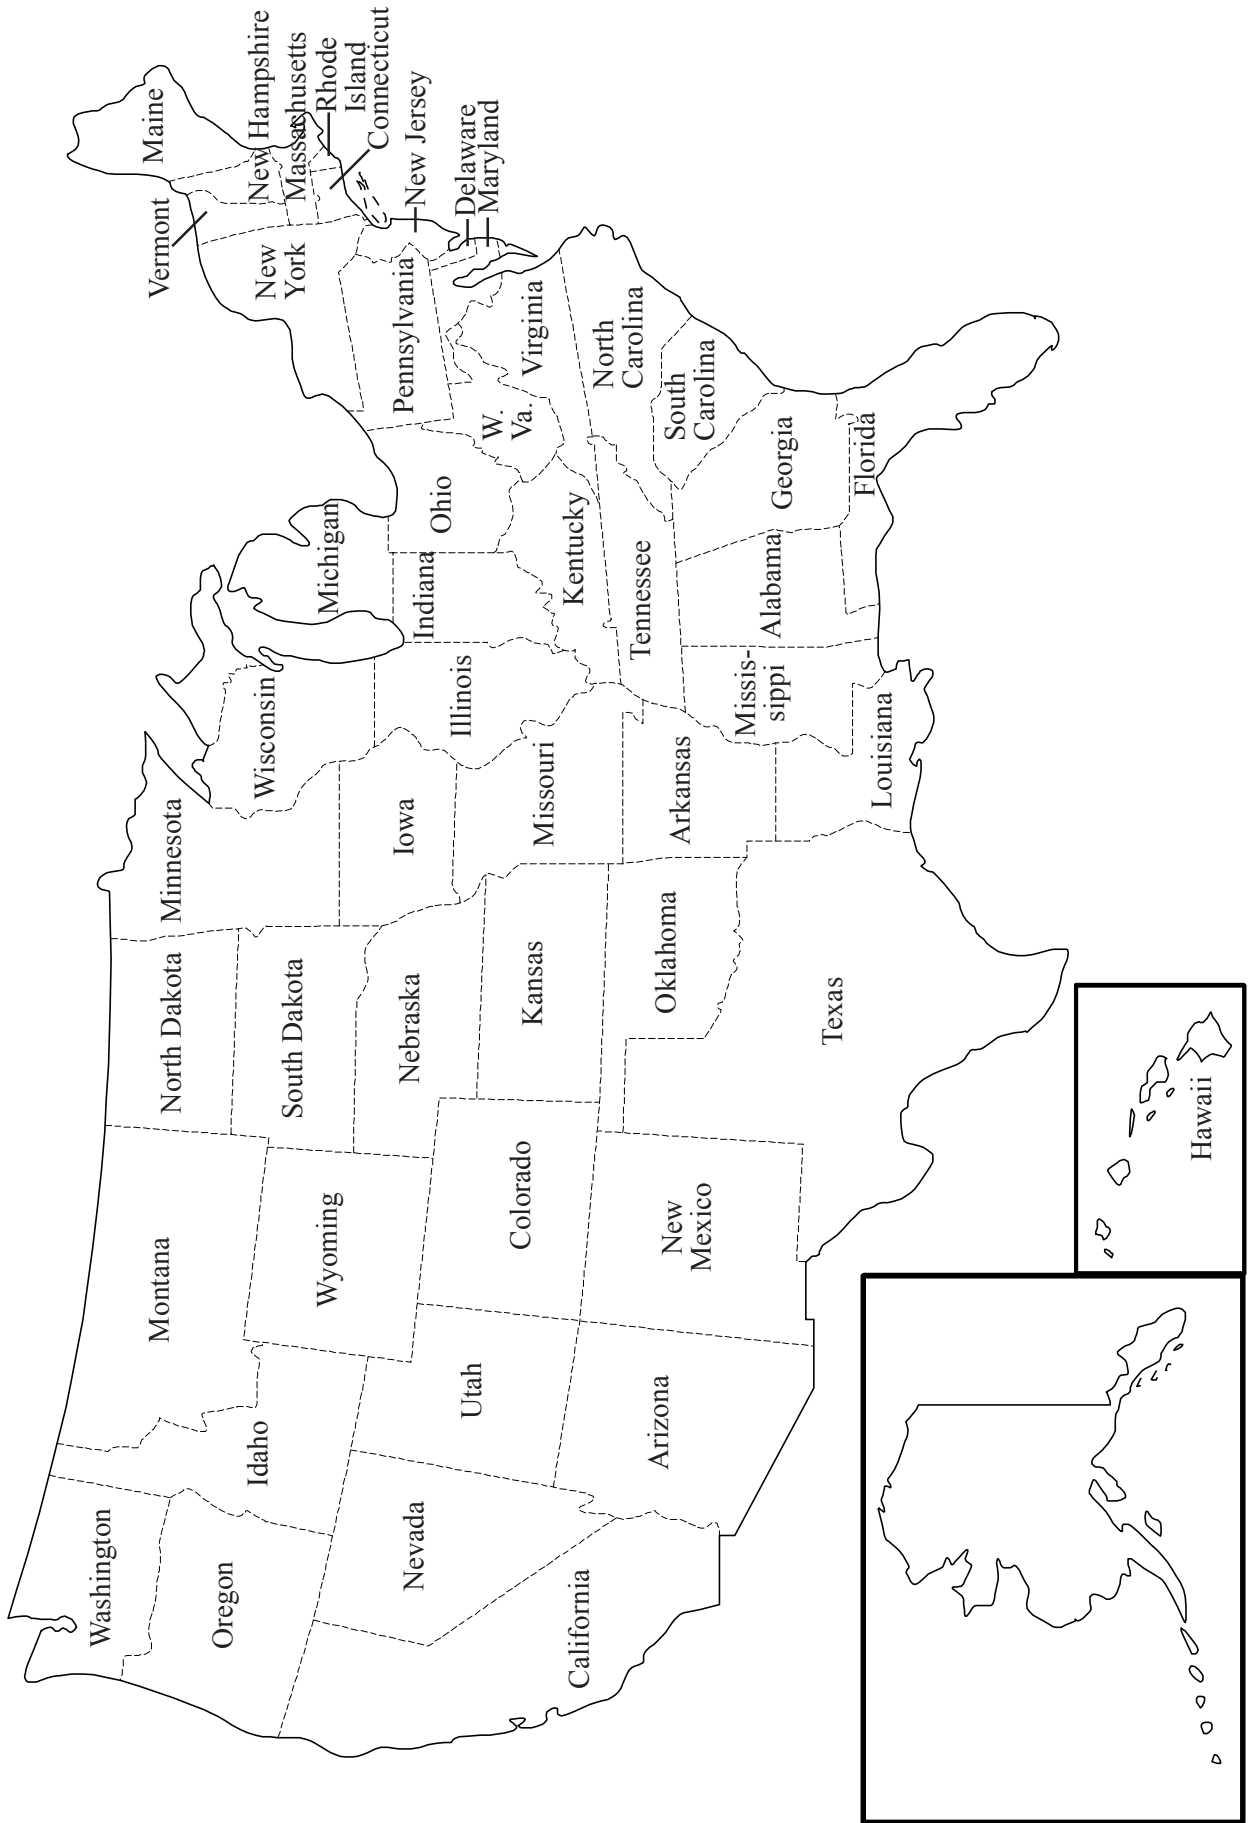 Washington
Oregon
California
Nevada
Idaho
Montana
Wyoming
Utah
Arizona
Colorado
New
Mexico
North Dakota
South Dakota
Nebraska
Kansas
Oklahoma
Texas
Minnesota
Iowa
Missouri
Arkansas
Louisiana
Wisconsin
Illinois
Missis-
sippi
Michigan
Indiana
Kentucky
Tennessee
Alabama
Ohio
Georgia
Florida
W.
Va.
Virginia
North
Carolina
South
Carolina
Pennsylvania
New
York
Vermont
Maine
New Hampshire
Massachusetts
Rhode
Island
Connecticut
New Jersey
Delaware
Maryland
Hawaii